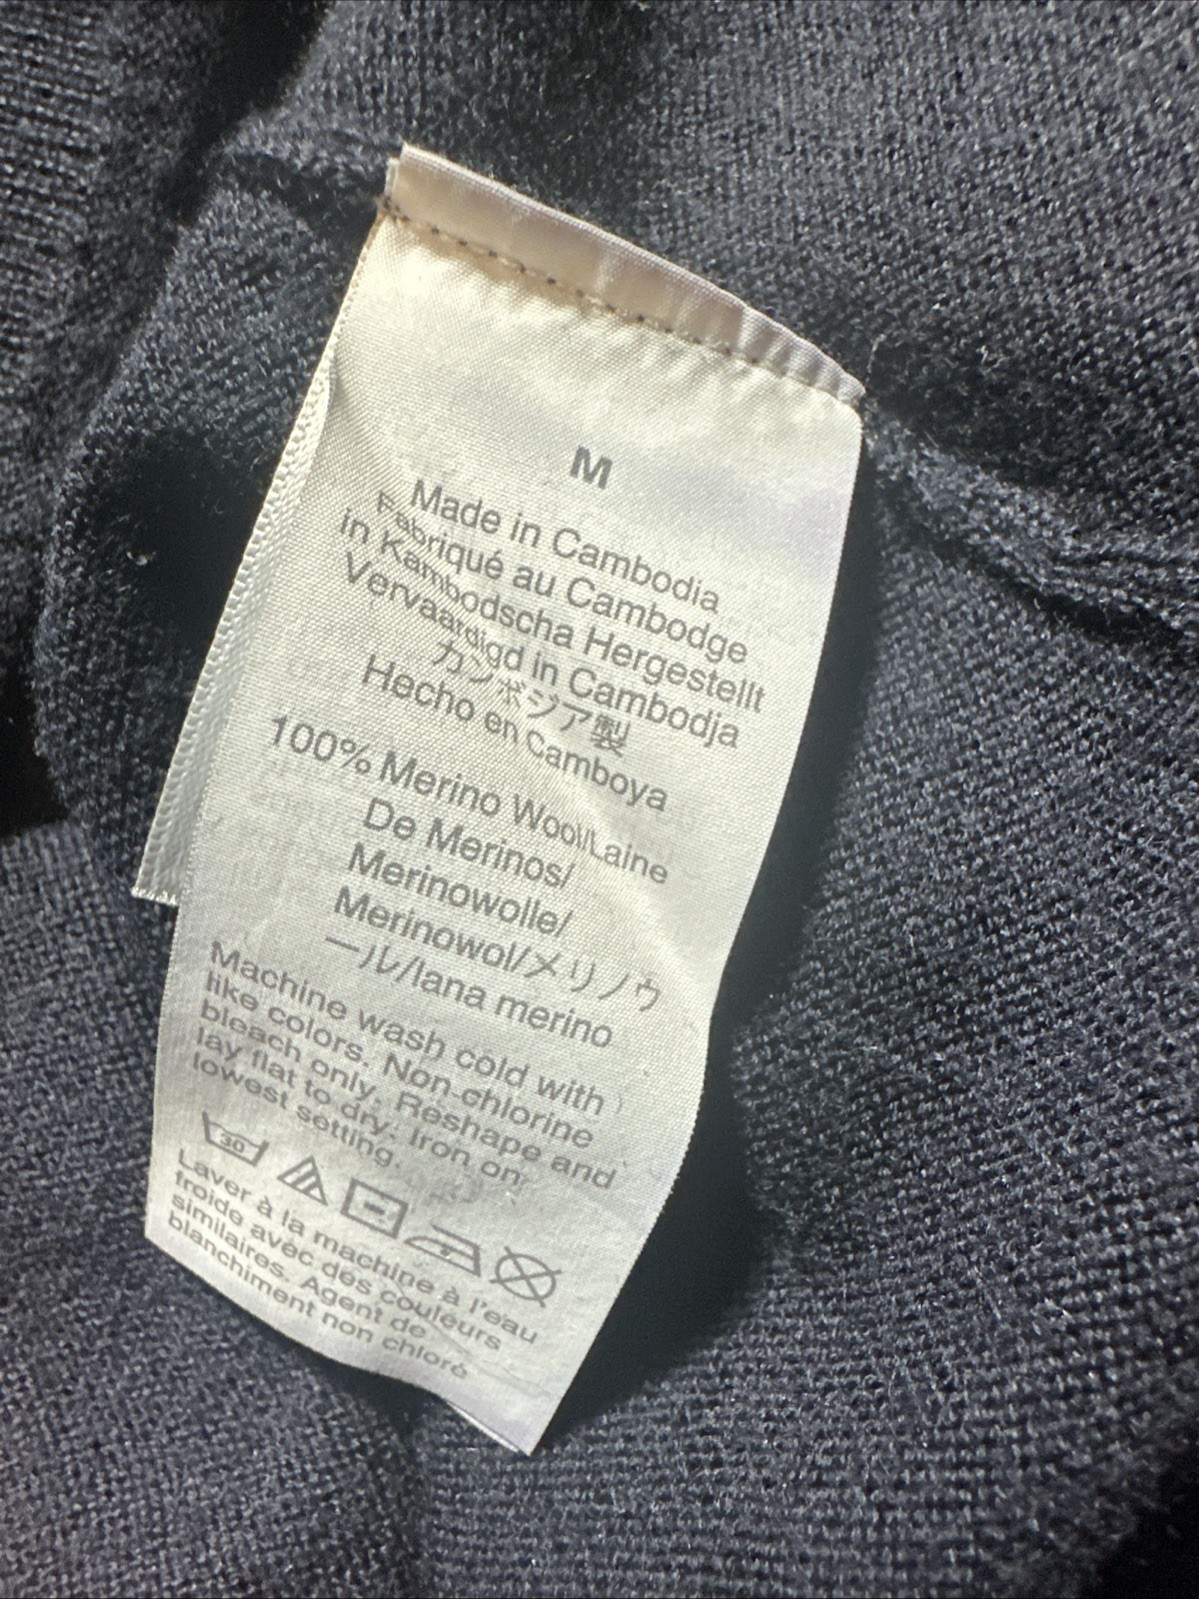 M
Made in Cambodia
Fabriqué au Cambodge
in Kambodscha Hergestellt
Vervaardigd in Cambodja
カンボジア製
Hecho en Camboya
100% Merino Wool/Laine
De Merinos/
Merinowolle/
Merinowol/メリノウ
ール/lana merino
Machine wash cold with
like colors. Non-chlorine
bleach only. Reshape and
lay flat to dry. Iron on
lowest setting.
30
Laver à la machine à l'eau
froide avec des couleurs
similaires. Agent de
blanchiment non chloré